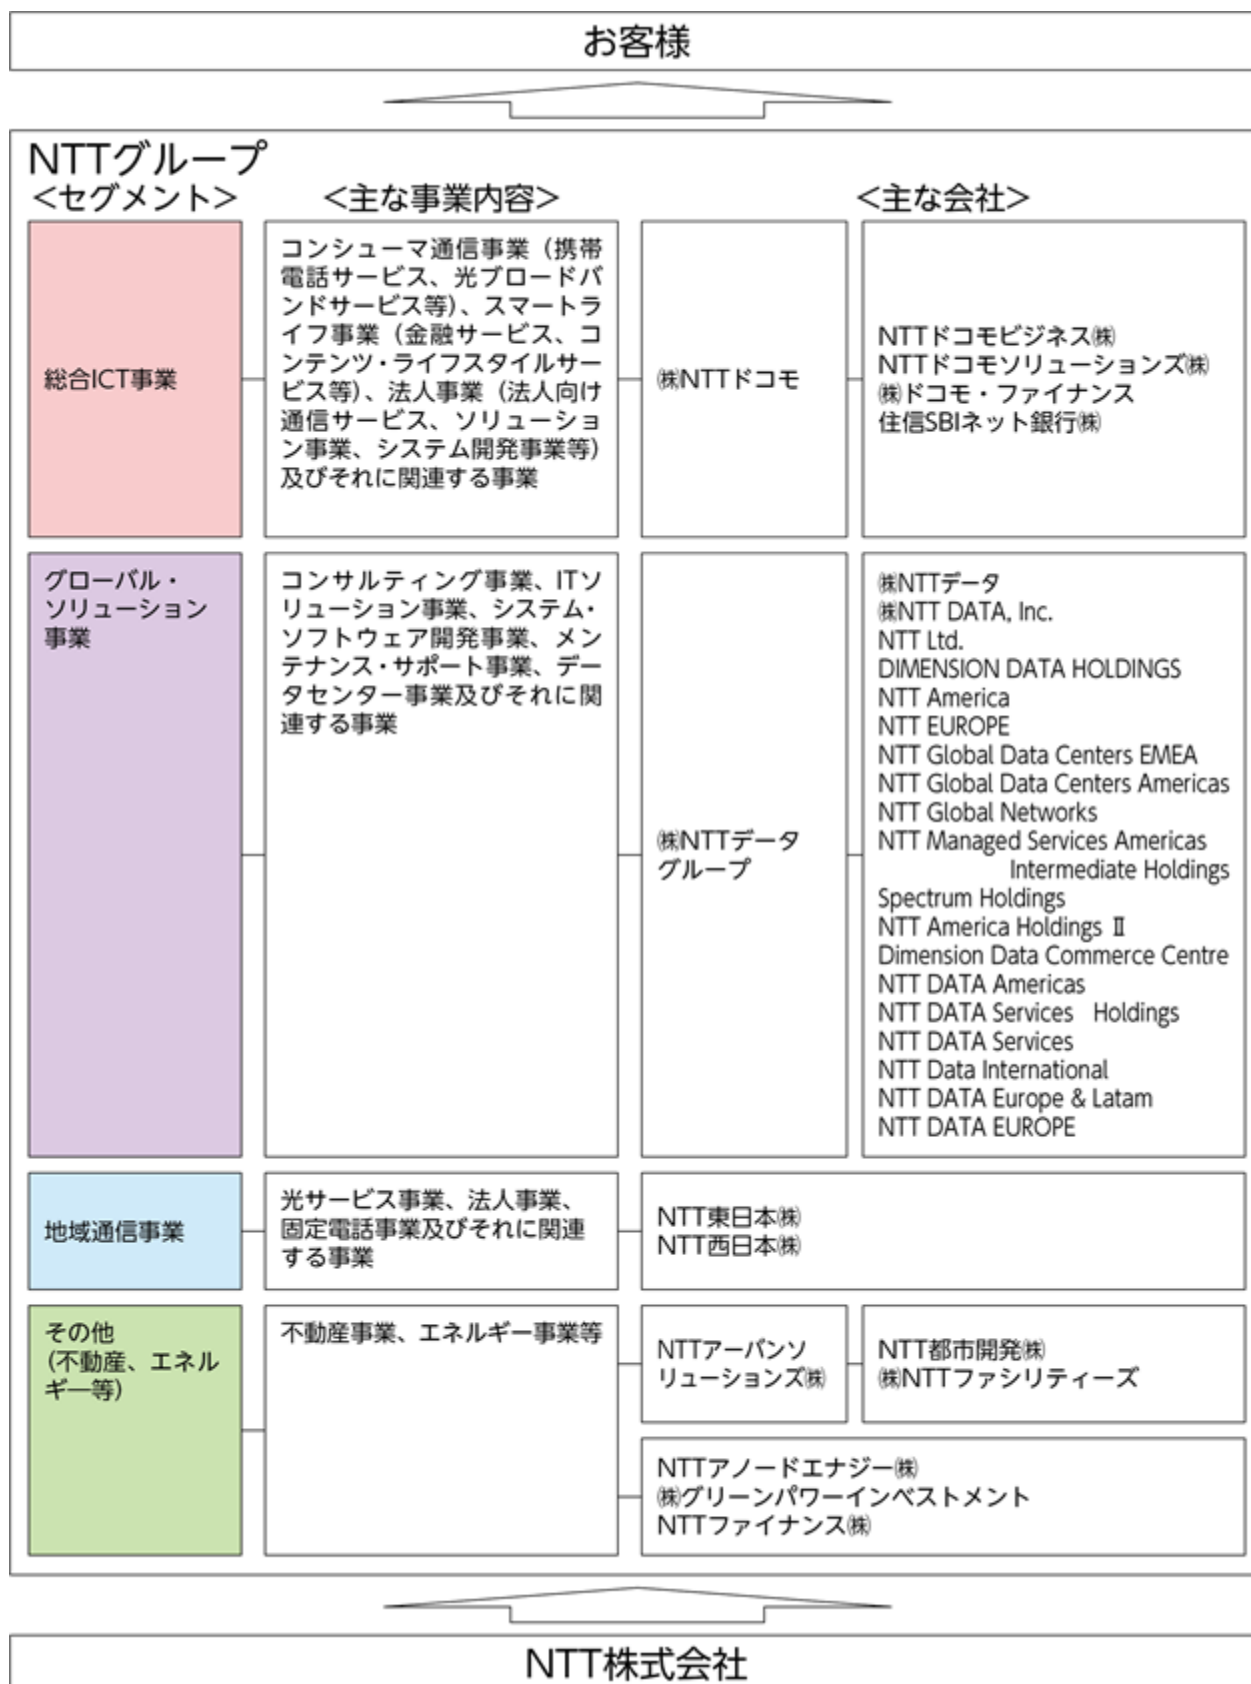 お客様
NTTグループ
<セグメント>
<主な事業内容>
<主な会社>
総合ICT事業
コンシューマ通信事業（携帯
電話サービス、光ブロードバ
ンドサービス等）、スマートラ
イフ事業（金融サービス、コ
ンテンツ・ライフスタイルサー
ビス等）、法人事業（法人向け
通信サービス、ソリューショ
ン事業、システム開発事業等）
及びそれに関連する事業
㈱NTTドコモ
NTTドコモビジネス㈱
NTTドコモソリューションズ㈱
㈱ドコモ・ファイナンス
住信SBIネット銀行㈱
グローバル・
ソリューション
事業
コンサルティング事業、ITソ
リューション事業、システム・
ソフトウェア開発事業、メン
テナンス・サポート事業、デー
タセンター事業及びそれに関
連する事業
㈱NTTデータ
グループ
㈱NTTデータ
㈱NTT DATA, Inc.
NTT Ltd.
DIMENSION DATA HOLDINGS
NTT America
NTT EUROPE
NTT Global Data Centers EMEA
NTT Global Data Centers Americas
NTT Global Networks
NTT Managed Services Americas
Intermediate Holdings
Spectrum Holdings
NTT America Holdings Ⅱ
Dimension Data Commerce Centre
NTT DATA Americas
NTT DATA Services Holdings
NTT DATA Services
NTT Data International
NTT DATA Europe & Latam
NTT DATA EUROPE
地域通信事業
光サービス事業、法人事業、
固定電話事業及びそれに関連
する事業
NTT東日本㈱
NTT西日本㈱
その他
（不動産、エネル
ギー等）
不動産事業、エネルギー事業等
NTTアーバンソ
リューションズ㈱
NTT都市開発㈱
㈱NTTファシリティーズ
NTTアノードエナジー㈱
㈱グリーンパワーインベストメント
NTTファイナンス㈱
NTT株式会社